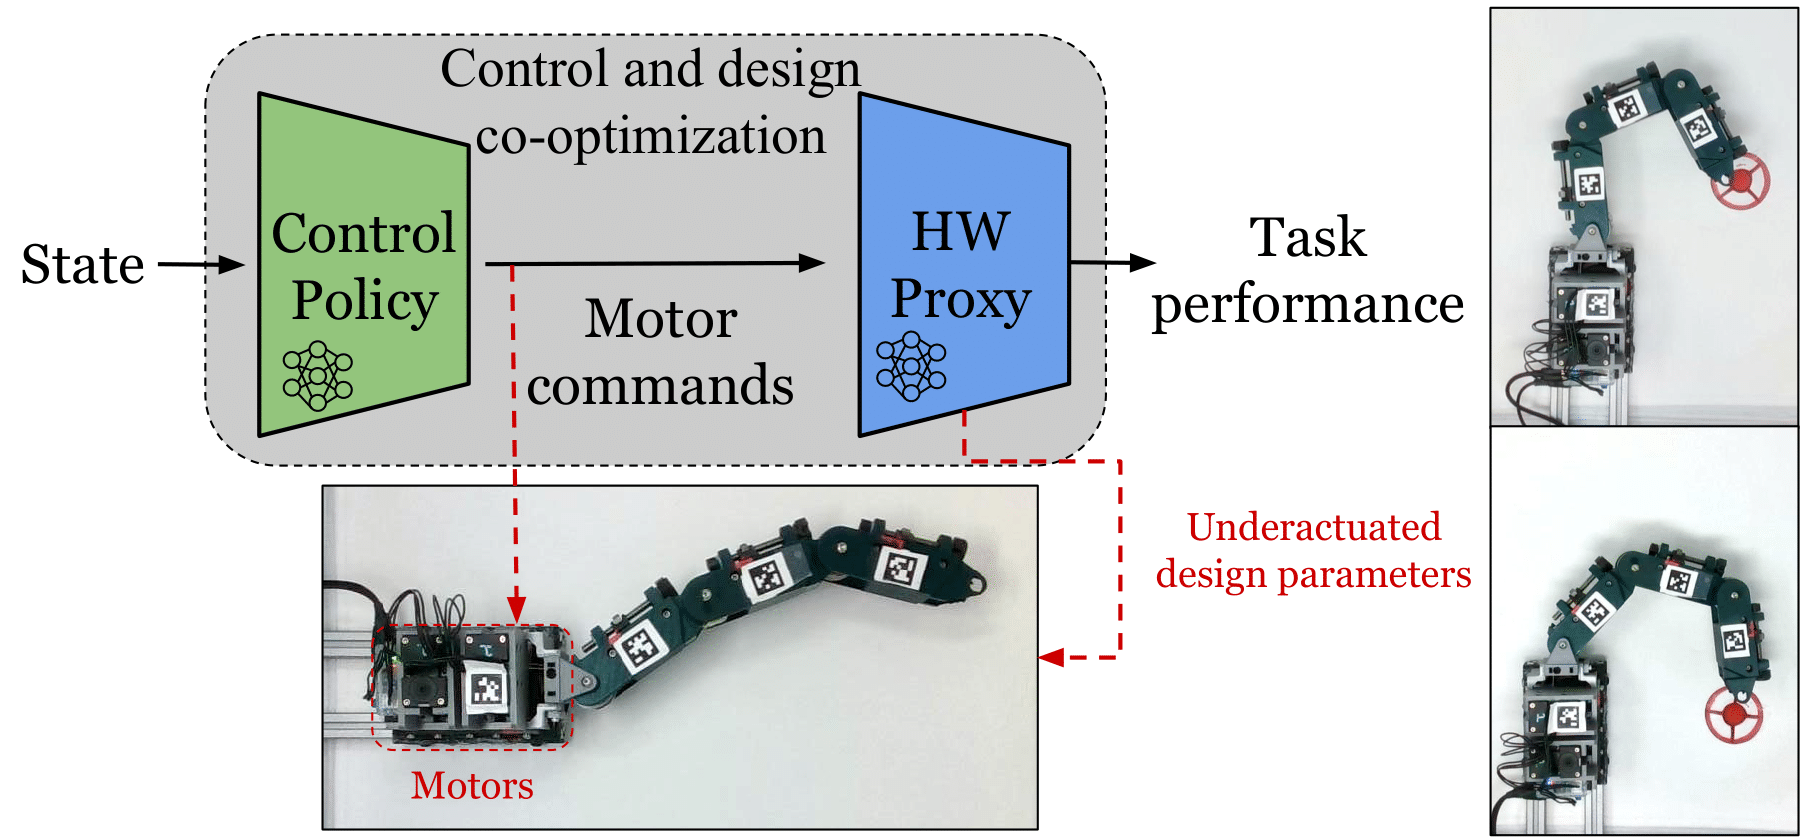 Control and design
co-optimization
State
Control
Policy
Motor
commands
HW
Proxy
Task
performance
Underactuated
design parameters
Motors